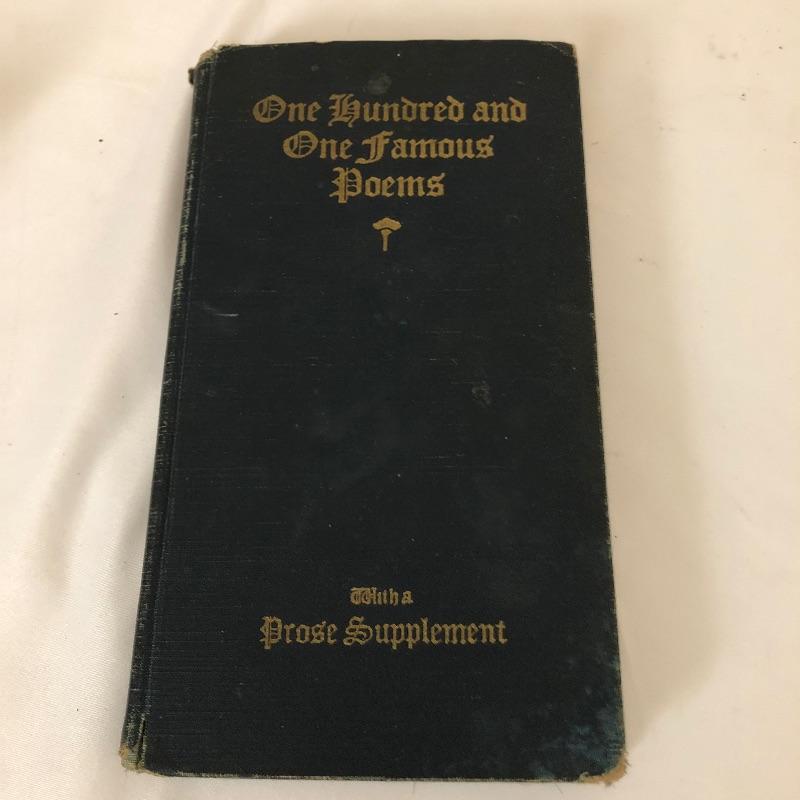 One Hundred and
One Famous
Poems
With a
Prose Supplement